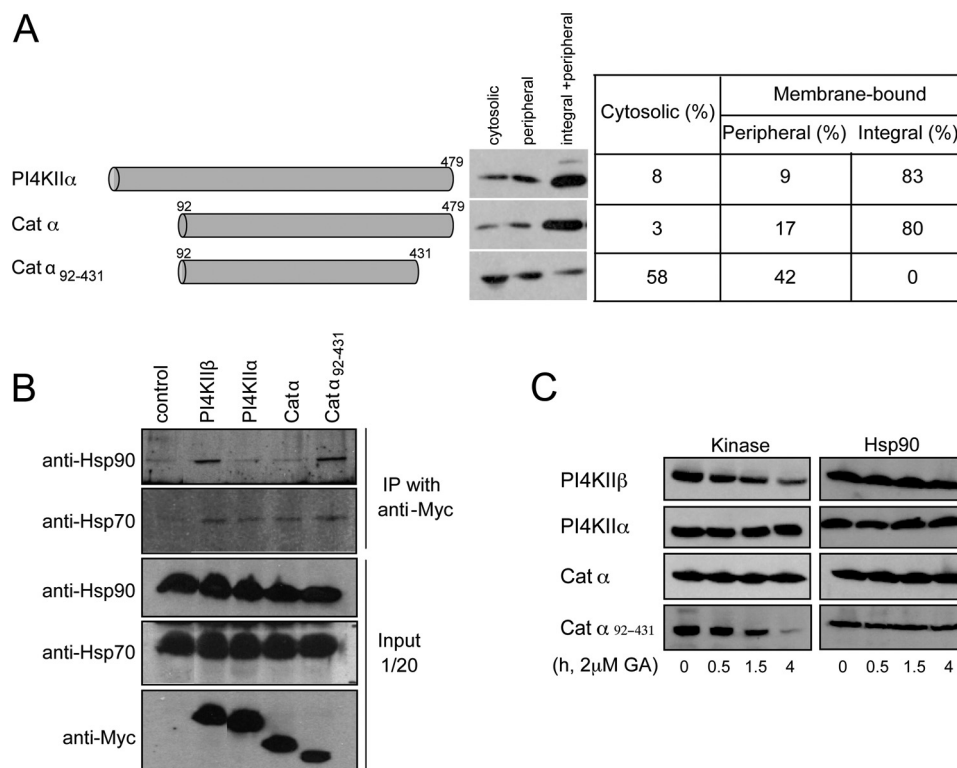 A
cytosolic
peripheral
integral +peripheral
Cytosolic (%)
Membrane-bound
Peripheral (%)
Integral (%)
PI4KIIα
479
8
9
83
Cat α
92
479
3
17
80
Cat α 92-431
92
431
58
42
0
B
control
PI4KIIβ
PI4KIIα
Catα
Cat α 92-431
anti-Hsp90
anti-Hsp70
IP with
anti-Myc
anti-Hsp90
anti-Hsp70
anti-Myc
Input
1/20
C
Kinase
Hsp90
PI4KIIβ
PI4KIIα
Cat α
Cat α 92-431
(h, 2μM GA)
0 0.5 1.5 4
0 0.5 1.5 4